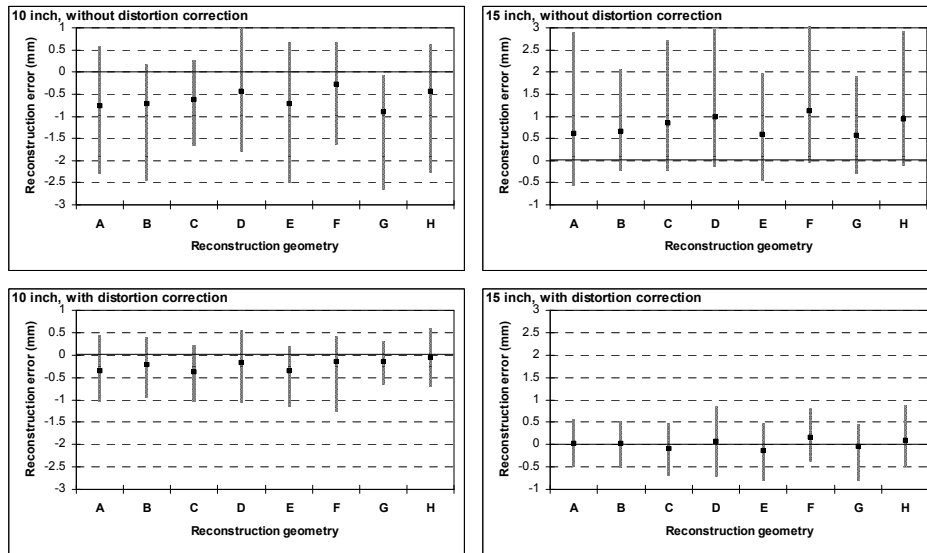 10 inch, without distortion correction
Reconstruction error (mm)
1
0.5
0
-0.5
-1
-1.5
-2
-2.5
-3
A B C D E F G H
Reconstruction geometry
15 inch, without distortion correction
Reconstruction error (mm)
3
2.5
2
1.5
1
0.5
0
-0.5
-1
A B C D E F G H
Reconstruction geometry
10 inch, with distortion correction
Reconstruction error (mm)
1
0.5
0
-0.5
-1
-1.5
-2
-2.5
-3
A B C D E F G H
Reconstruction geometry
15 inch, with distortion correction
Reconstruction error (mm)
3
2.5
2
1.5
1
0.5
0
-0.5
-1
A B C D E F G H
Reconstruction geometry